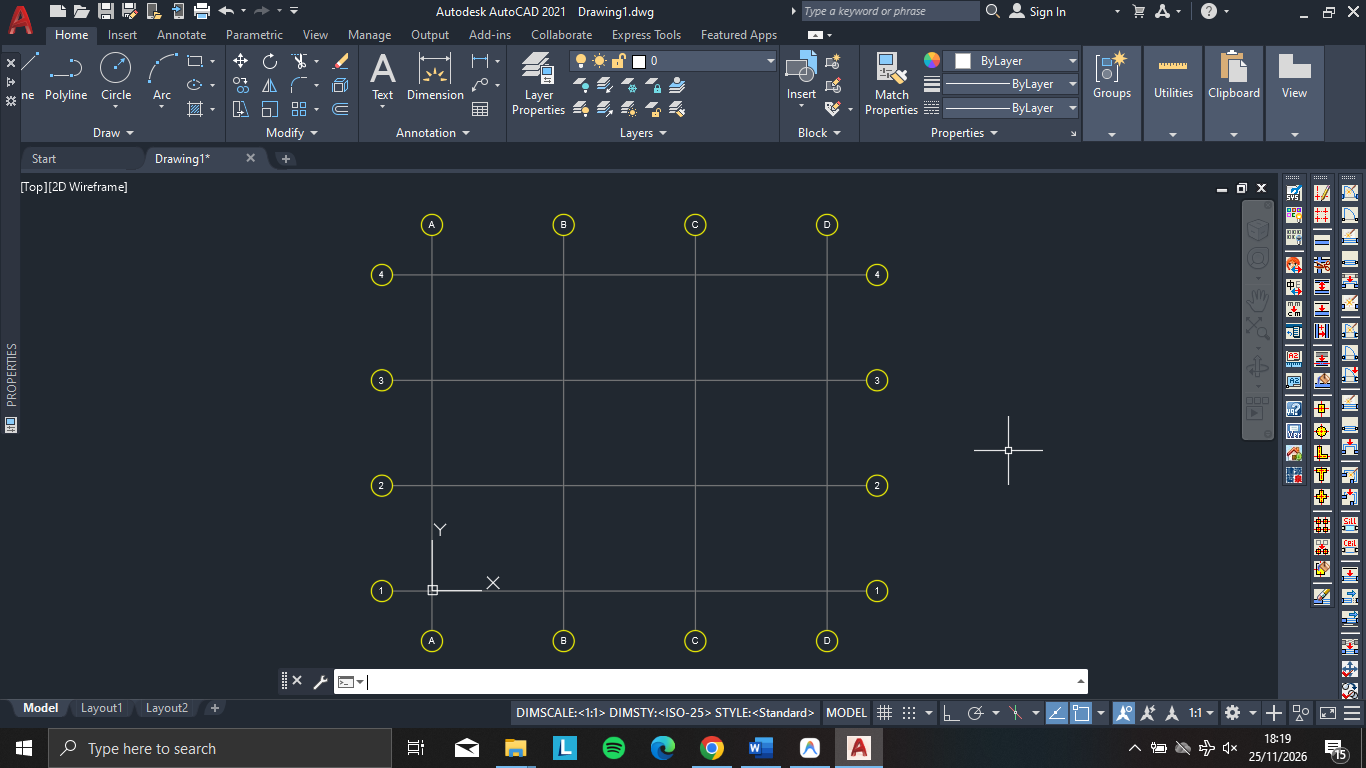 Autodesk AutoCAD 2021 Drawing1.dwg
Type a keyword or phrase
Sign In
Home Insert Annotate Parametric View Manage Output Add-ins Collaborate Express Tools Featured Apps
ne Polyline Circle Arc
Text Dimension
Layer Properties
0
Insert
Match Properties
ByLayer
ByLayer
ByLayer
Groups Utilities Clipboard View
Draw Modify Annotation Layers Block Properties
Start Drawing1*
[Top][2D Wireframe]
PROPERTIES
A B C D
4 4
3 3
2 2
Y
X
1 1
A B C D
Sill
Ceil
Model Layout1 Layout2
DIMSCALE:<1:1> DIMSTY:<ISO-25> STYLE:<Standard> MODEL 1:1
Type here to search
18:19
25/11/2026
15